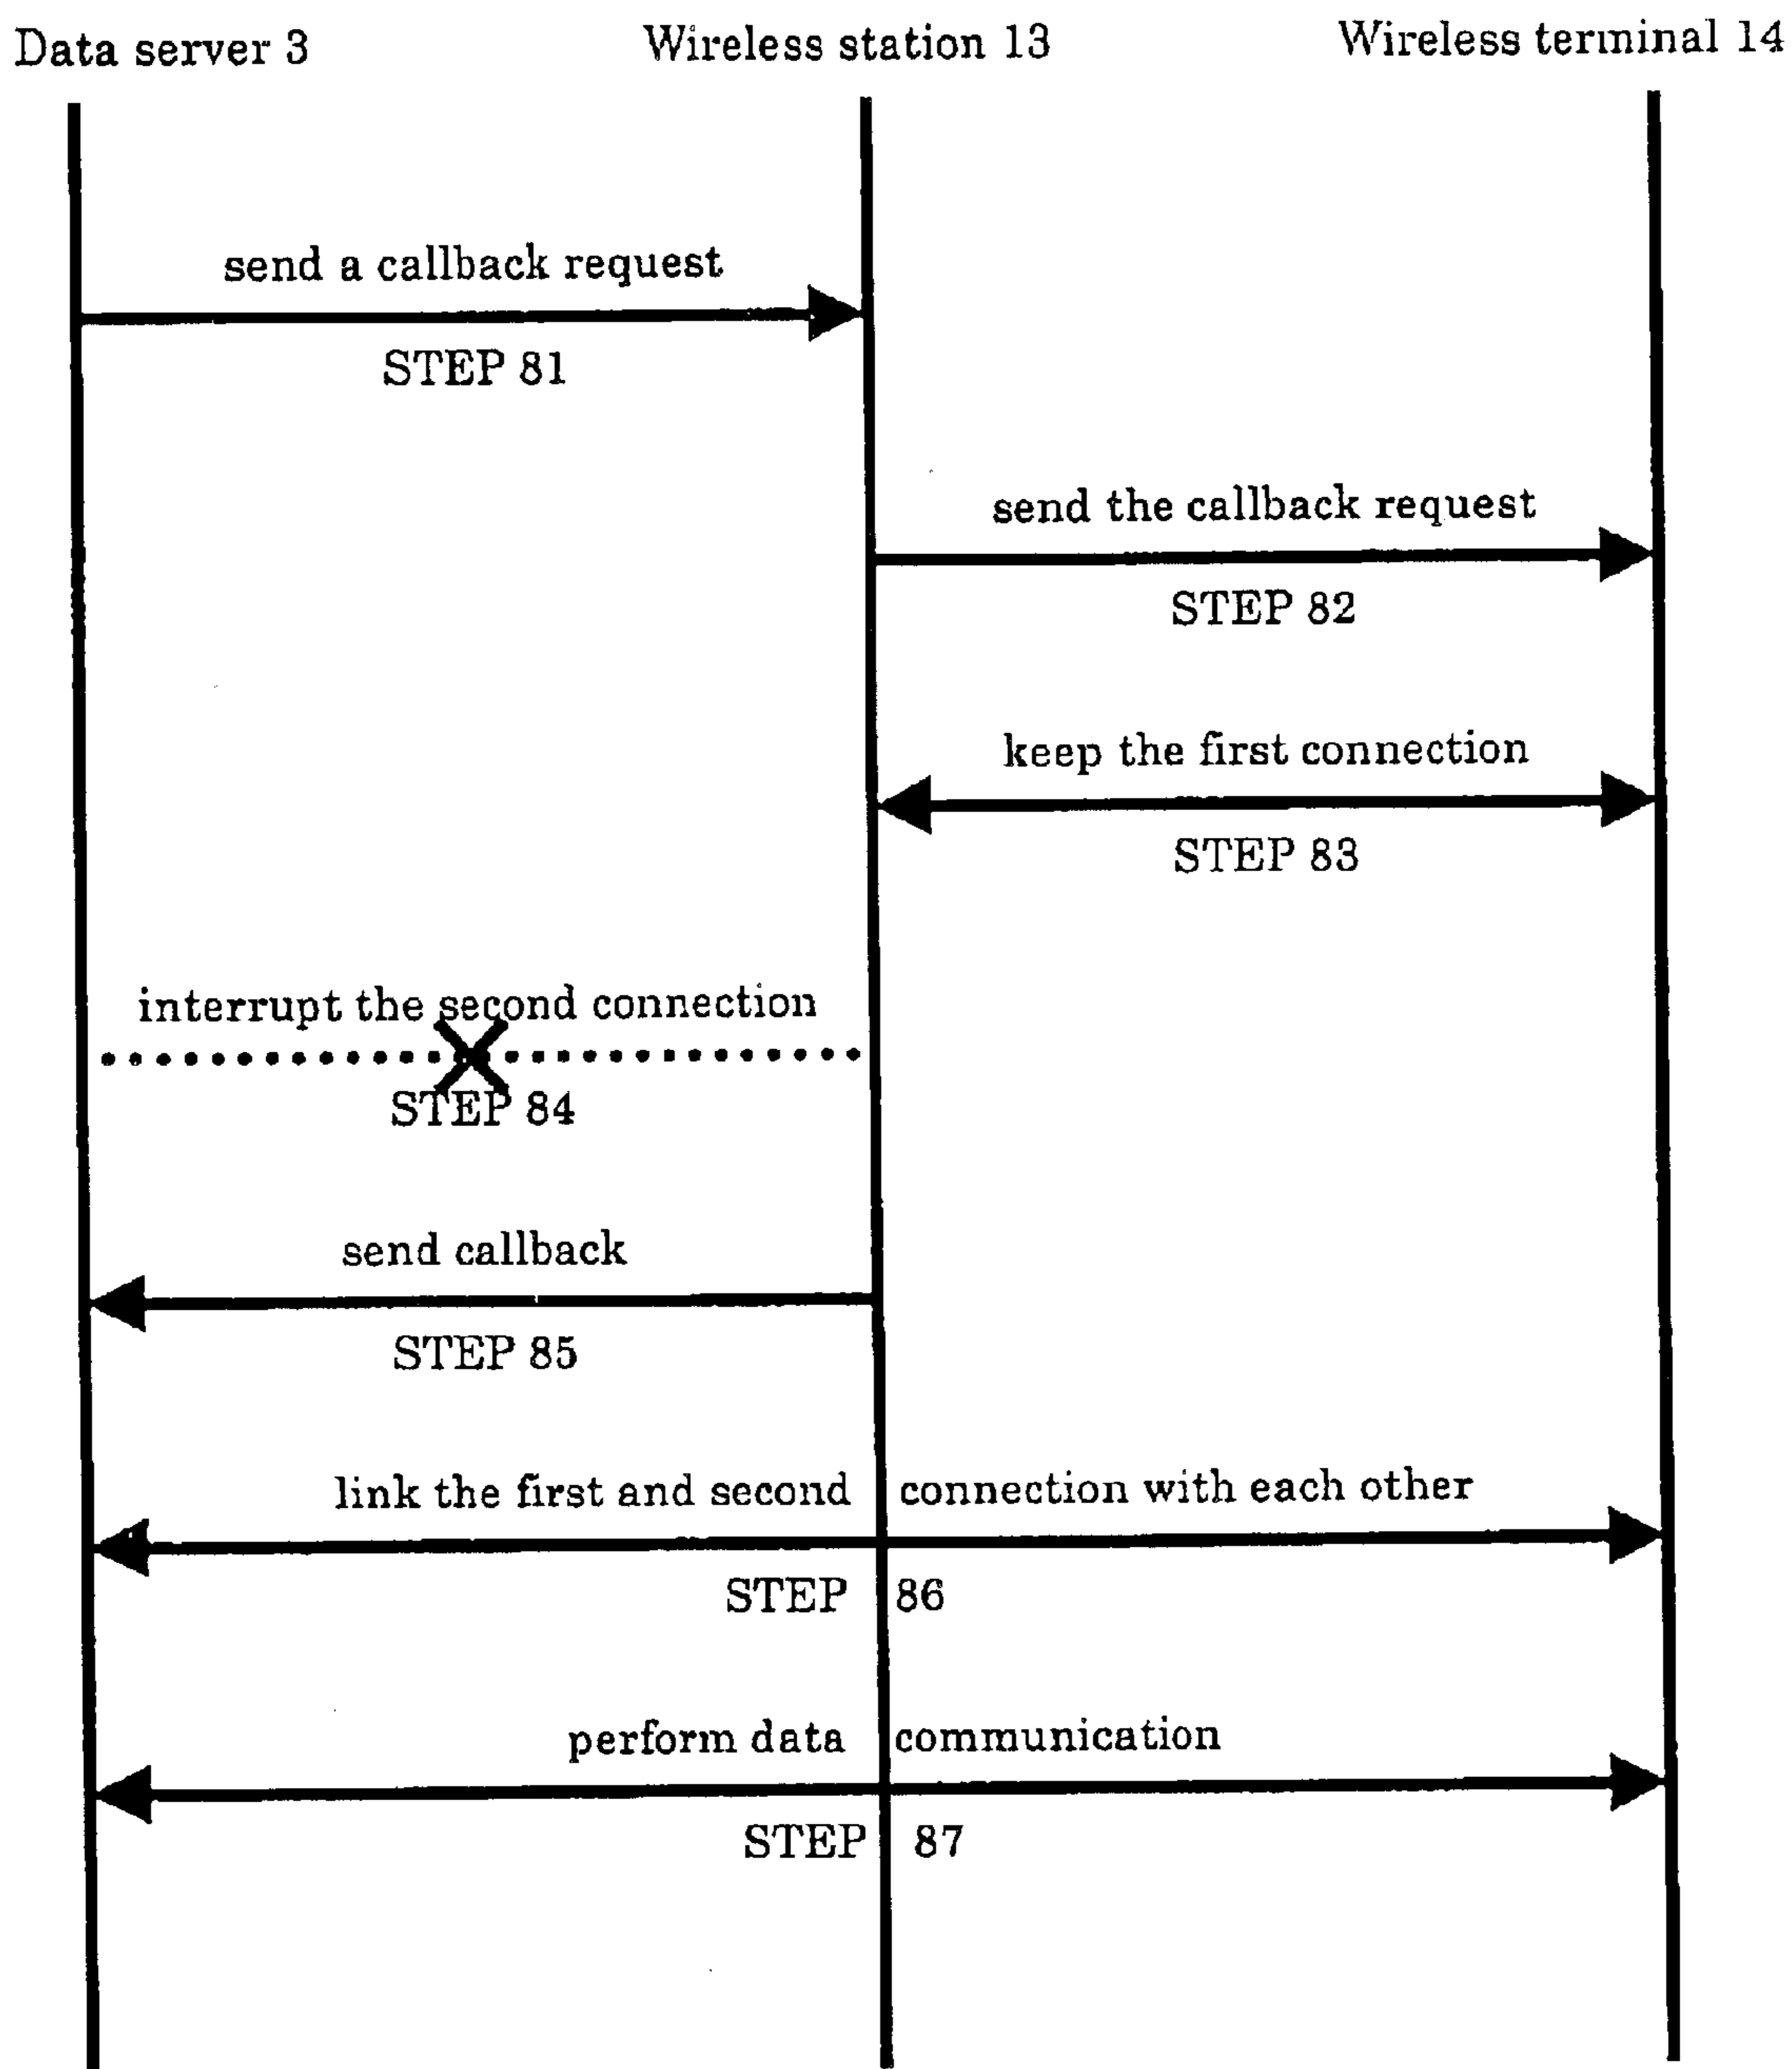 Data server 3
Wireless station 13
Wireless terminal 14
send a callback request
STEP 81
send the callback request
STEP 82
keep the first connection
STEP 83
interrupt the second connection
STEP 84
send callback
STEP 85
link the first and second connection with each other
STEP 86
perform data communication
STEP 87